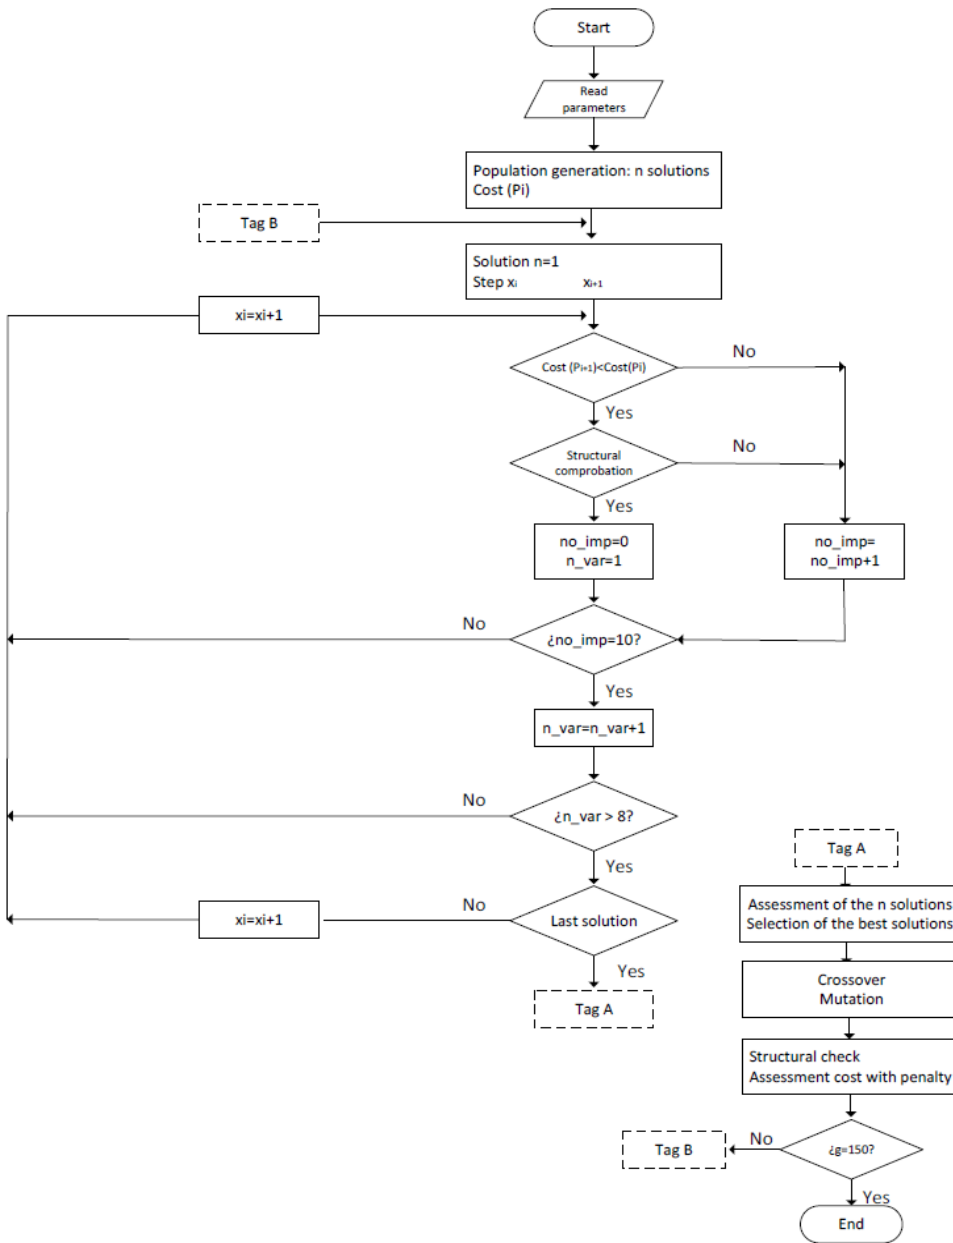 Start
Read
parameters
Population generation: n solutions
Cost (Pi)
Tag B
Solution n=1
Step xi xi+1
xi=xi+1
Cost (Pi+1)<Cost(Pi)
No
Yes
Structural
comprobation
No
Yes
no_imp=0
n_var=1
no_imp=
no_imp+1
No
¿no_imp=10?
Yes
n_var=n_var+1
No
¿n_var > 8?
Yes
xi=xi+1
No
Last solution
Yes
Tag A
Tag A
Assessment of the n solutions
Selection of the best solutions
Crossover
Mutation
Structural check
Assessment cost with penalty
Tag B
No
¿g=150?
Yes
End